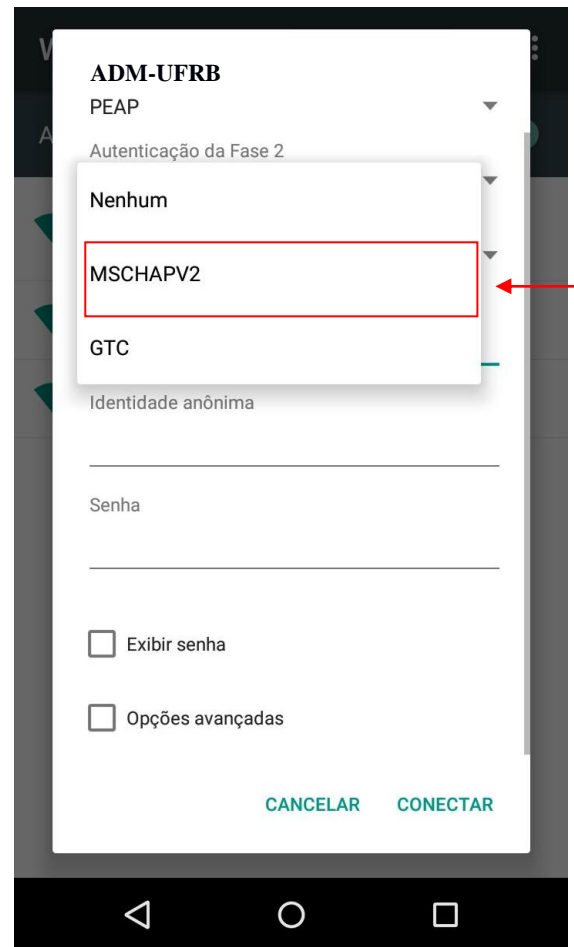 W
ADM-UFRB
PEAP
A
Autenticação da Fase 2
Nenhum
MSCHAPV2
GTC
Identidade anônima
Senha
Exibir senha
Opções avançadas
CANCELAR CONECTAR